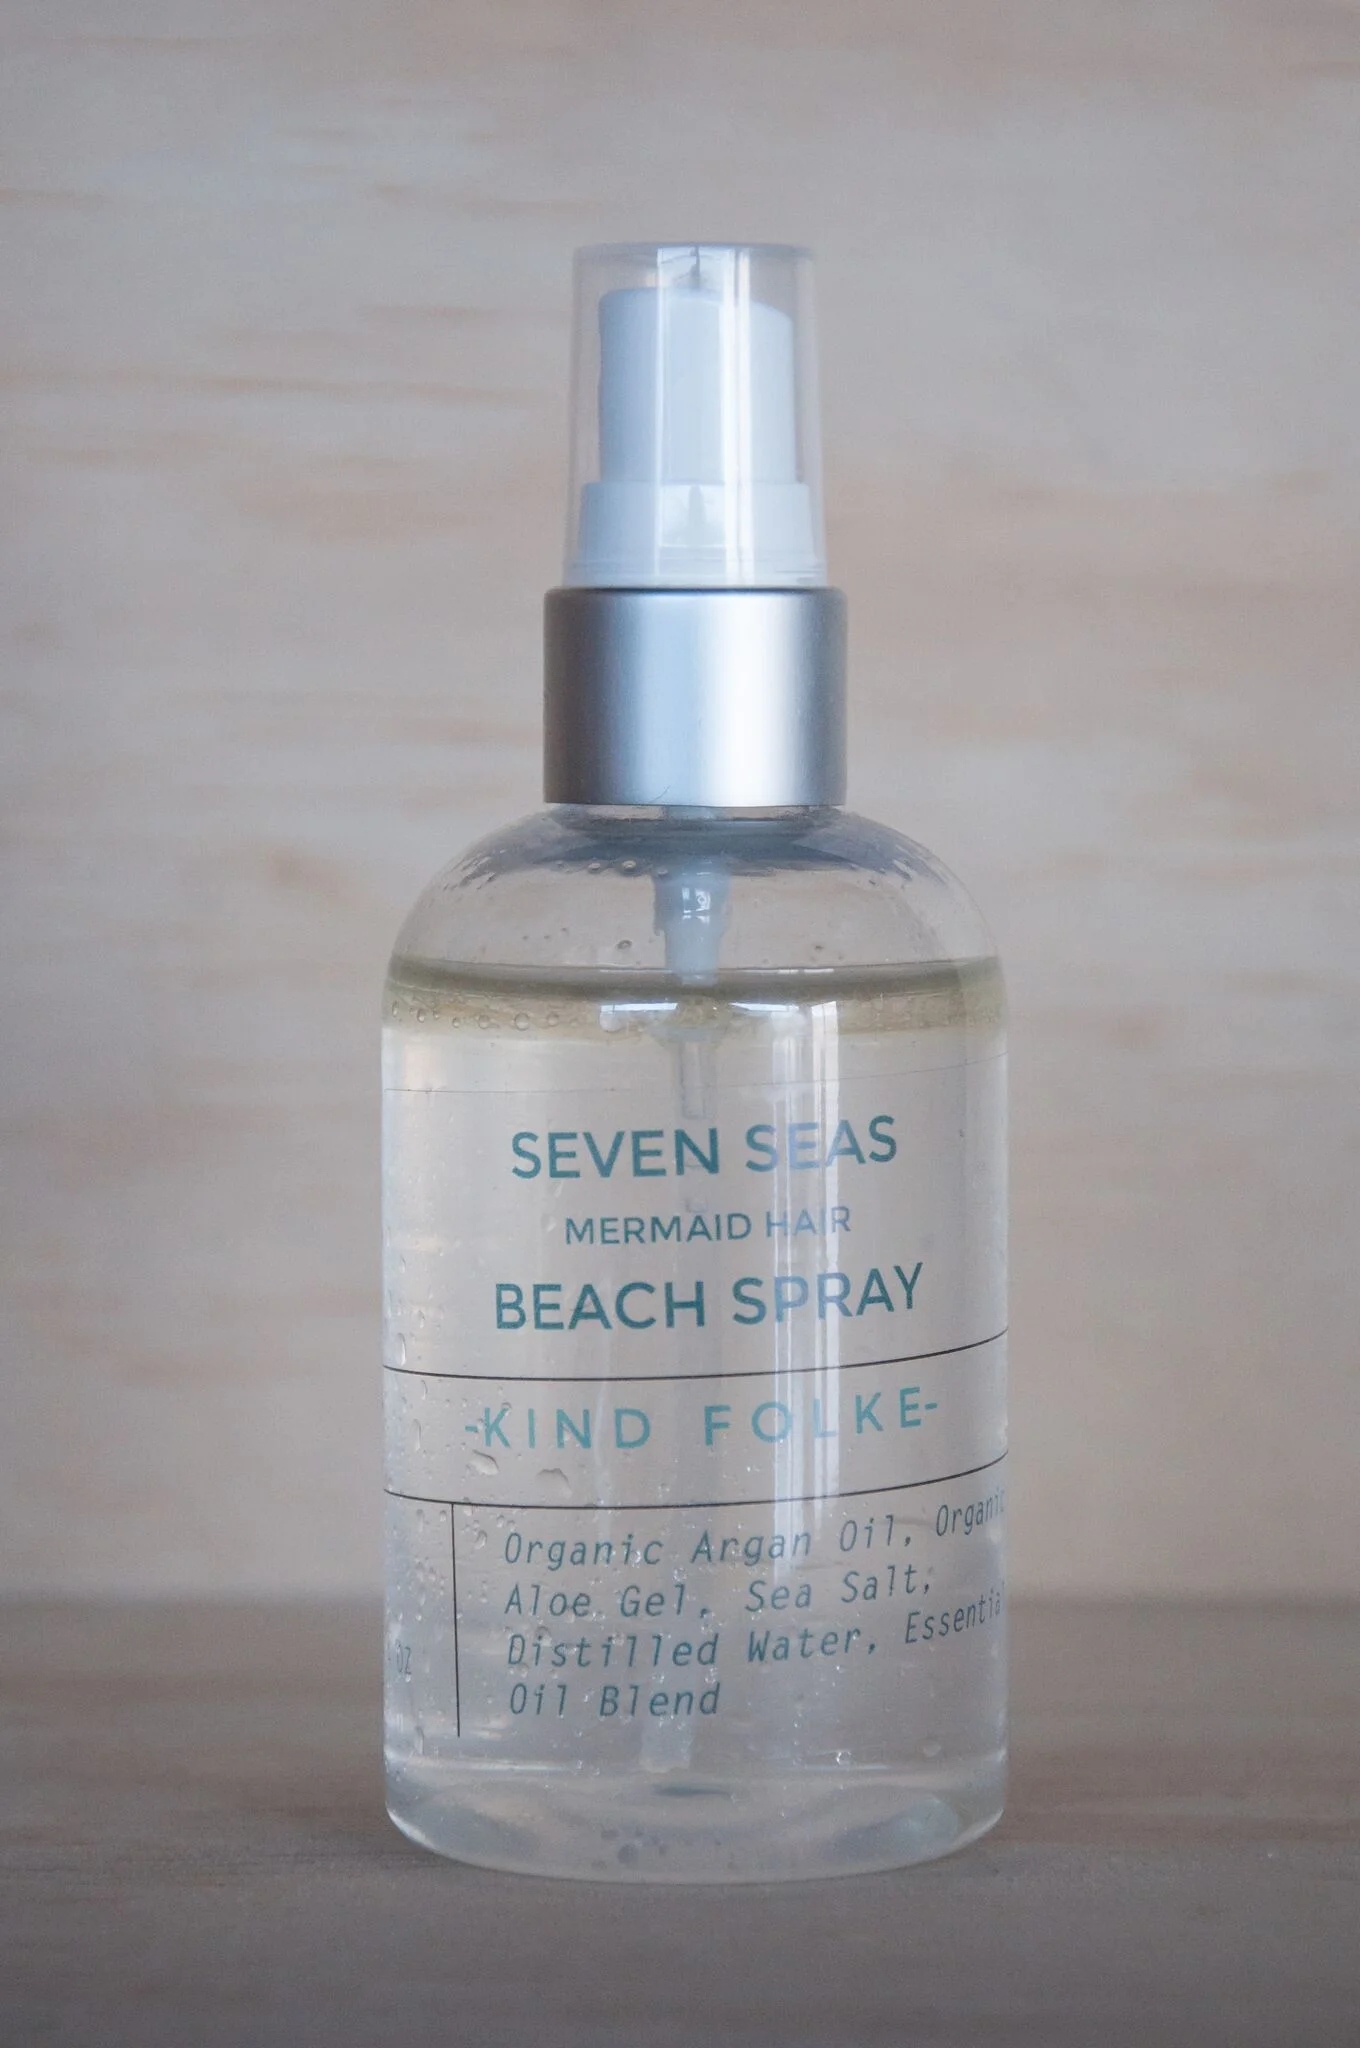 SEVEN SEAS
MERMAID HAIR
BEACH SPRAY
-KIND FOLKE-
Organic Argan Oil, Organic
Aloe Gel, Sea Salt,
Distilled Water, Essential
Oil Blend
OZ